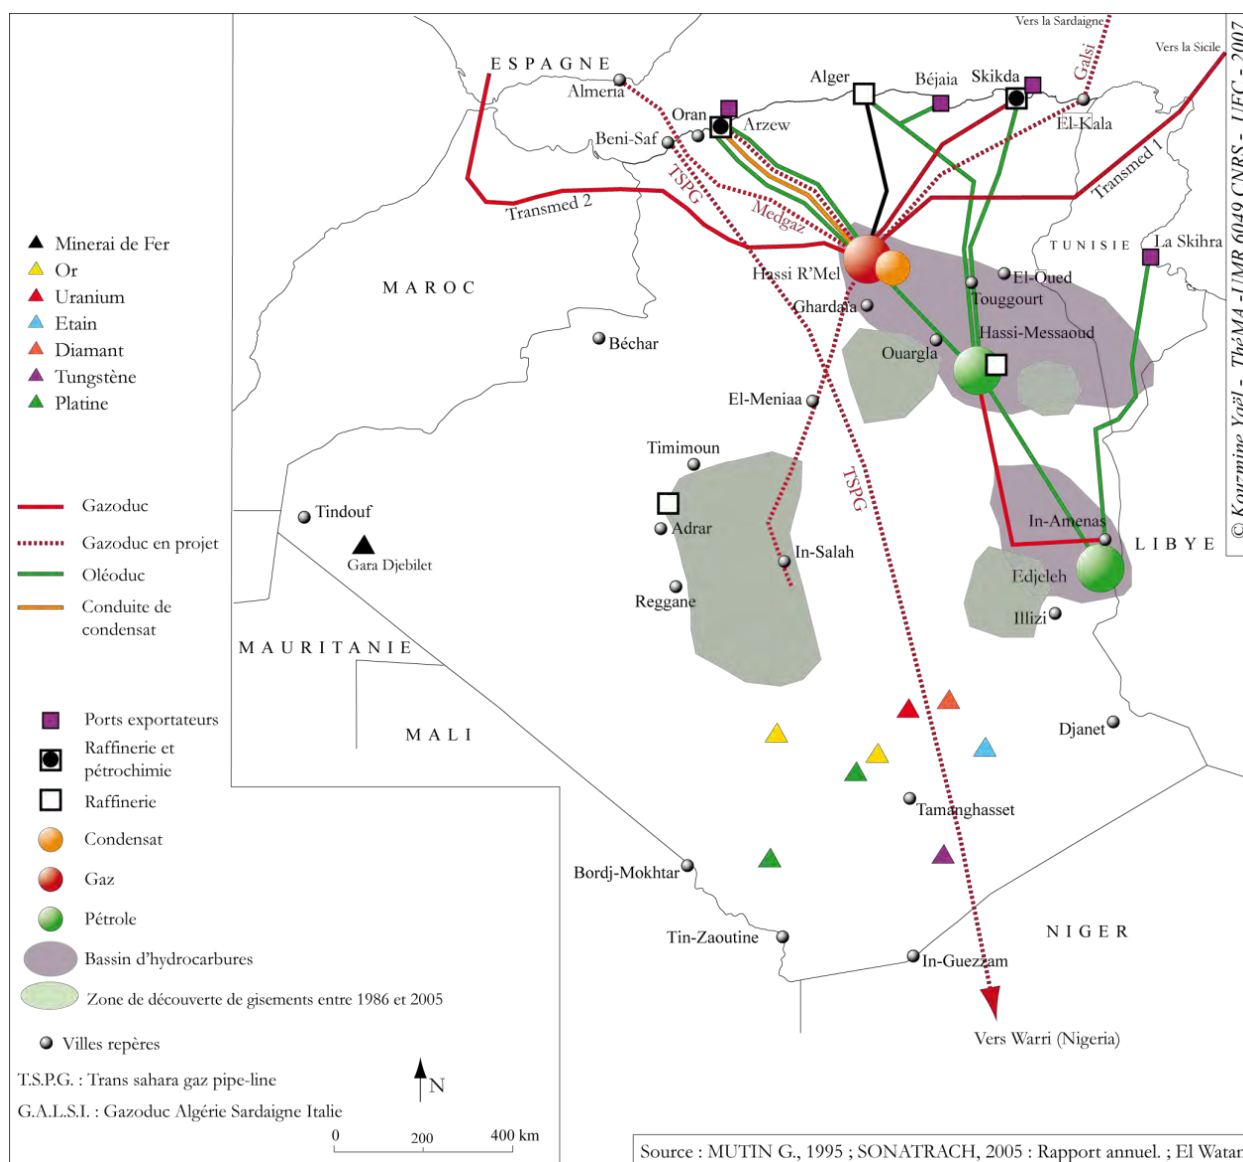 Vers la Sardaigne
Vers la Sicile
Galsi
ESPAGNE
Almeria
Alger
Béjaia
Skikda
Oran
Arzew
Beni-Saf
El-Kala
TSPG
Medgaz
Transmed 1
Transmed 2
TUNISIE
La Skihra
Hassi R'Mel
El-Oued
Touggourt
MAROC
Ghardaïa
Hassi-Messaoud
Ouargla
Béchar
El-Meniaa
Timimoun
TSPG
Tindouf
Adrar
In-Amenas
LIBYE
Gara Djebilet
In-Salah
Edjeleh
Reggane
Illizi
MAURITANIE
MALI
Djanet
Tamanghasset
Bordj-Mokhtar
Tin-Zaoutine
NIGER
In-Guezzam
Vers Warri (Nigeria)
Minerai de Fer
Or
Uranium
Etain
Diamant
Tungstène
Platine
Gazoduc
Gazoduc en projet
Oléoduc
Conduite de
condensat
Ports exportateurs
Raffinerie et
pétrochimie
Raffinerie
Condensat
Gaz
Pétrole
Bassin d'hydrocarbures
Zone de découverte de gisements entre 1986 et 2005
Villes repères
T.S.P.G. : Trans sahara gaz pipe-line
G.A.L.S.I. : Gazoduc Algérie Sardaigne Italie
N
0 200 400 km
Source : MUTIN G., 1995 ; SONATRACH, 2005 : Rapport annuel. ; El Watan
© Kouzmine Yaël - ThéMA -UMR 6049 CNRS - UFC - 2007